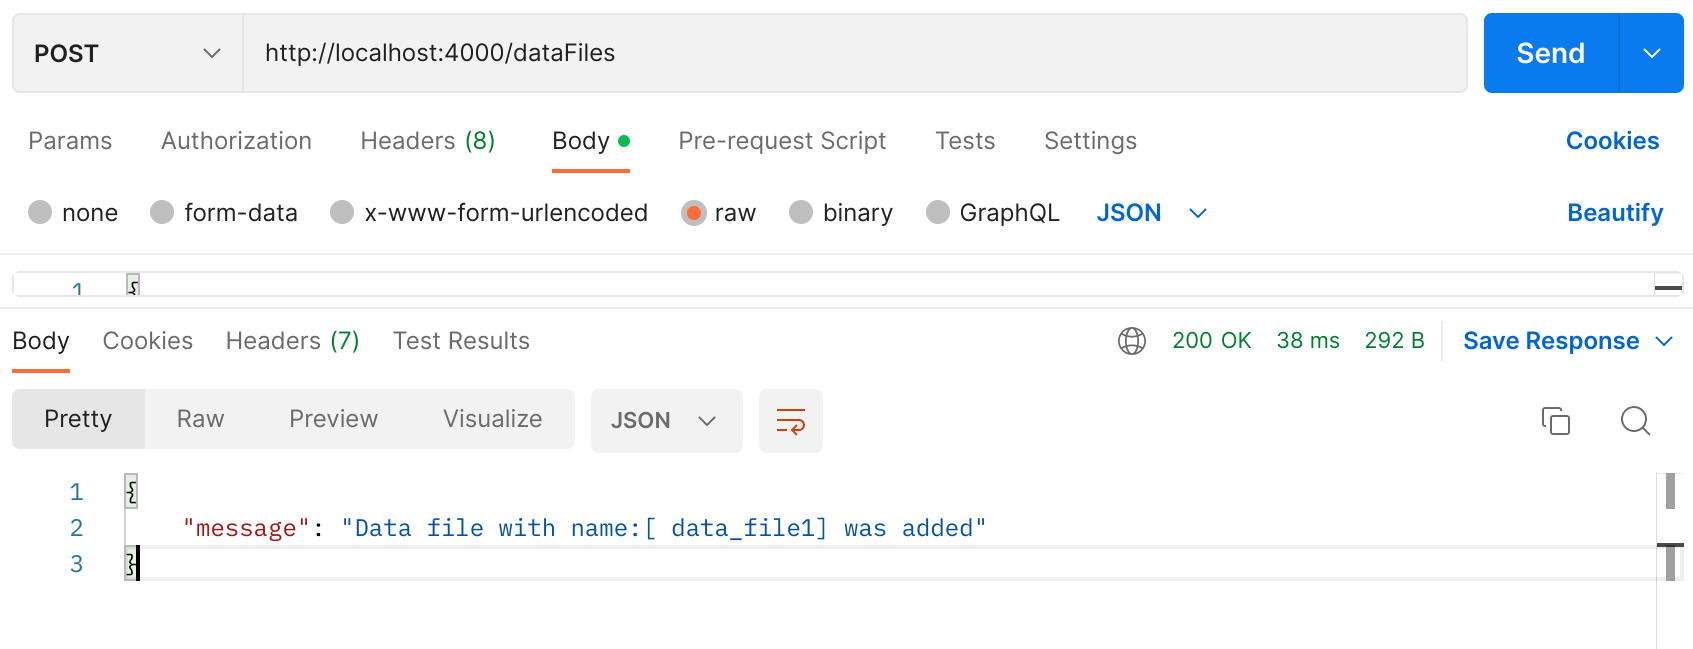 POST http://localhost:4000/dataFiles Send
Params Authorization Headers (8) Body Pre-request Script Tests Settings Cookies
none form-data x-www-form-urlencoded raw binary GraphQL JSON Beautify
1 {
Body Cookies Headers (7) Test Results 200 OK 38 ms 292 B Save Response
Pretty Raw Preview Visualize JSON
1 {
2 "message": "Data file with name:[ data_file1] was added"
3 }